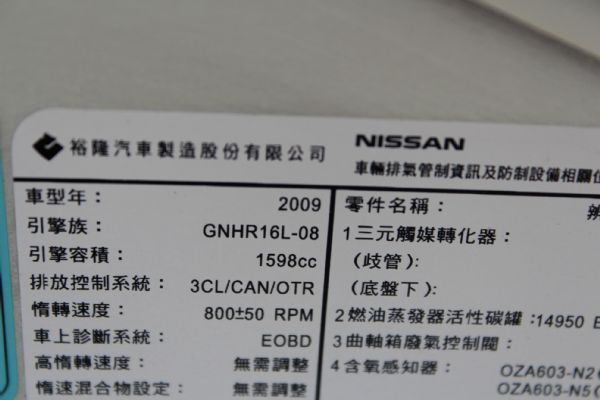 裕隆汽車製造股份有限公司
NISSAN
車輛排氣管制資訊及防制設備相關位
車型年： 2009
引擎族： GNHR16L-08
引擎容積： 1598cc
排放控制系統： 3CL/CAN/OTR
惰轉速度： 800±50 RPM
車上診斷系統： EOBD
高惰轉速度： 無需調整
惰速混合物設定： 無需調整
零件名稱：
1三元觸媒轉化器：
(歧管):
(底盤下):
2燃油蒸發器活性碳罐：14950 E
3曲軸箱廢氣控制閥：
4含氧感知器： OZA603-N2(
OZA603-N5(